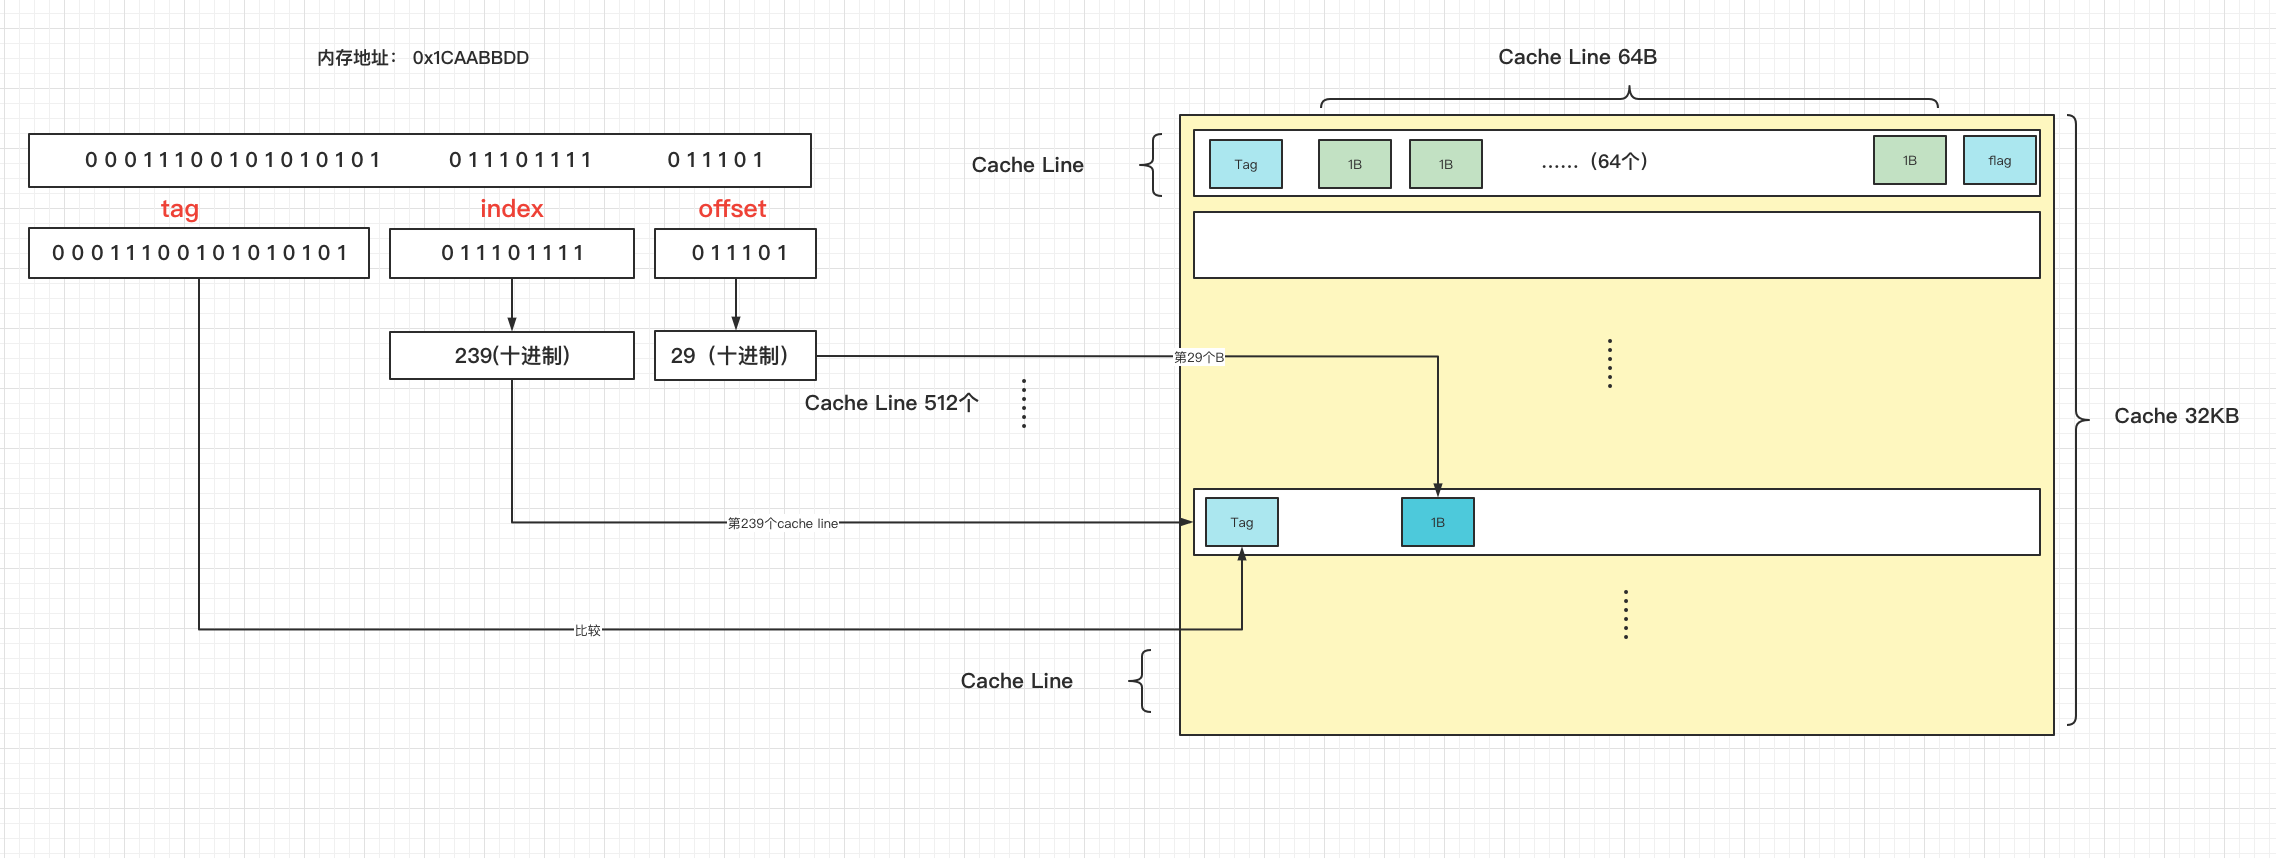 内存地址： 0x1CAABBDD
Cache Line 64B
0 0 0 1 1 1 0 0 1 0 1 0 1 0 1 0 1 0 1 1 1 0 1 1 1 1 0 1 1 1 0 1
Cache Line
Tag 1B 1B ......（64个） 1B flag
tag index offset
0 0 0 1 1 1 0 0 1 0 1 0 1 0 1 0 1
0 1 1 1 0 1 1 1 1
0 1 1 1 0 1
239(十进制)
29（十进制）
第29个B
Cache Line 512个
Cache 32KB
第239个cache line
Tag 1B
比较
Cache Line